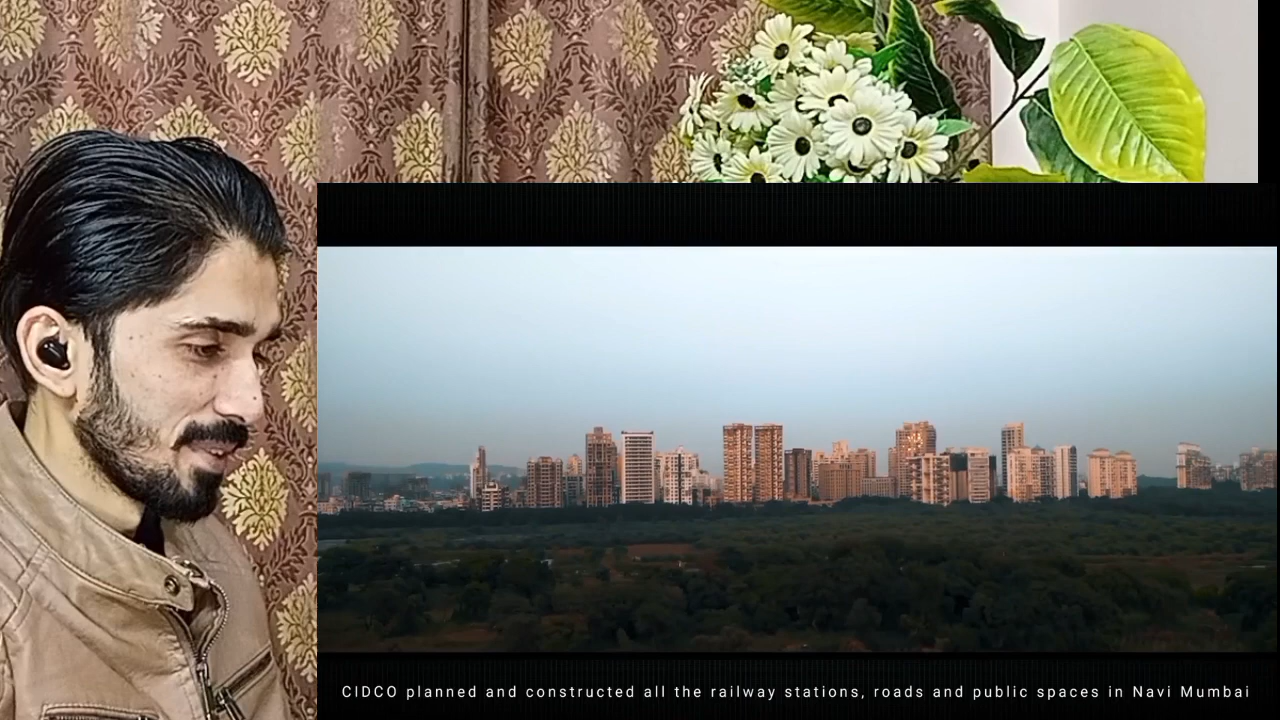 CIDCO planned and constructed all the railway stations, roads and public spaces in Navi Mumbai